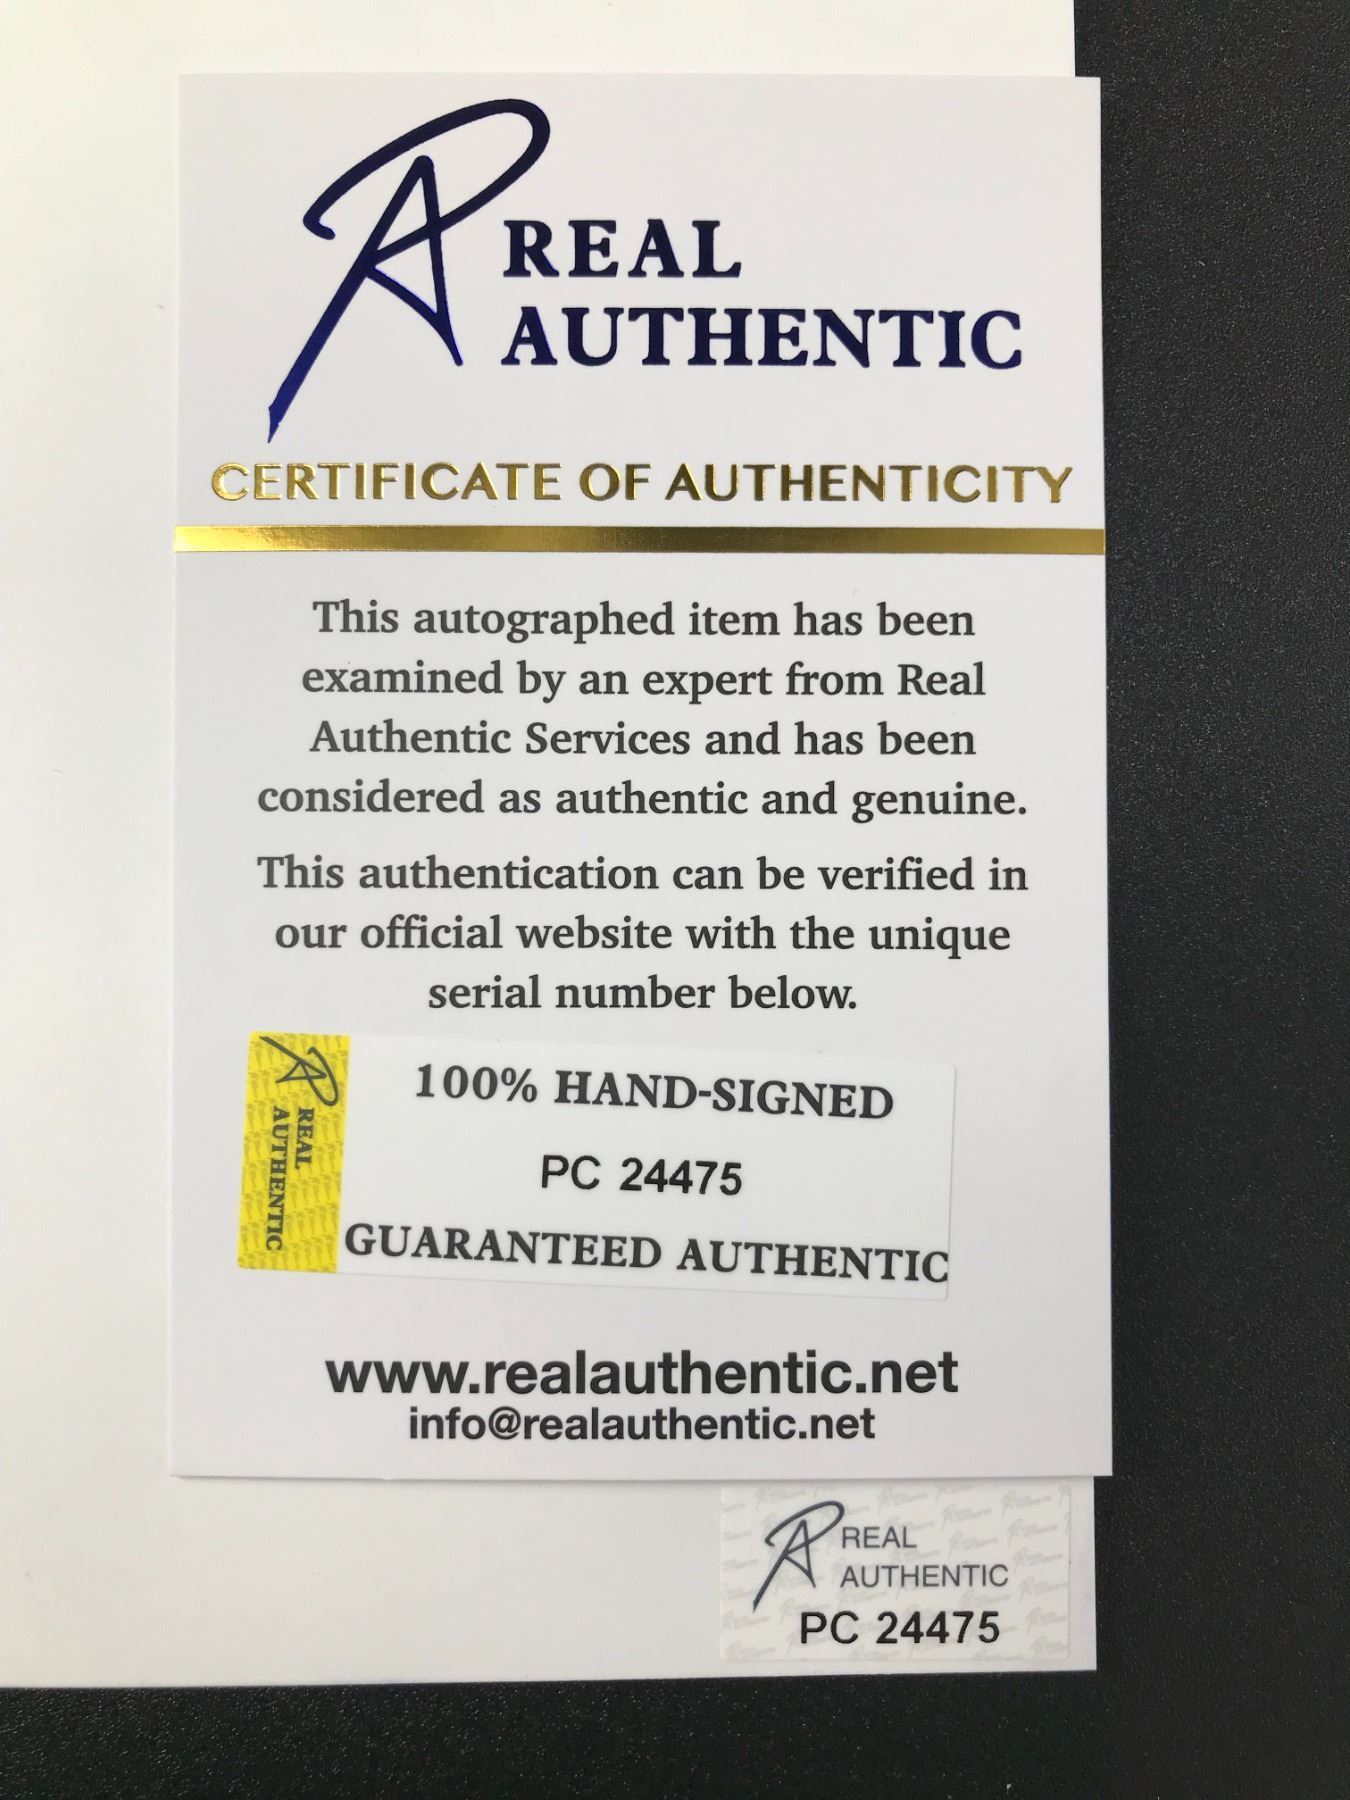 REAL
AUTHENTIC
CERTIFICATE OF AUTHENTICITY
This autographed item has been
examined by an expert from Real
Authentic Services and has been
considered as authentic and genuine.
This authentication can be verified in
our official website with the unique
serial number below.
REAL
AUTHENTIC
100% HAND-SIGNED
PC 24475
GUARANTEED AUTHENTIC
www.realauthentic.net
info@realauthentic.net
REAL
AUTHENTIC
PC 24475